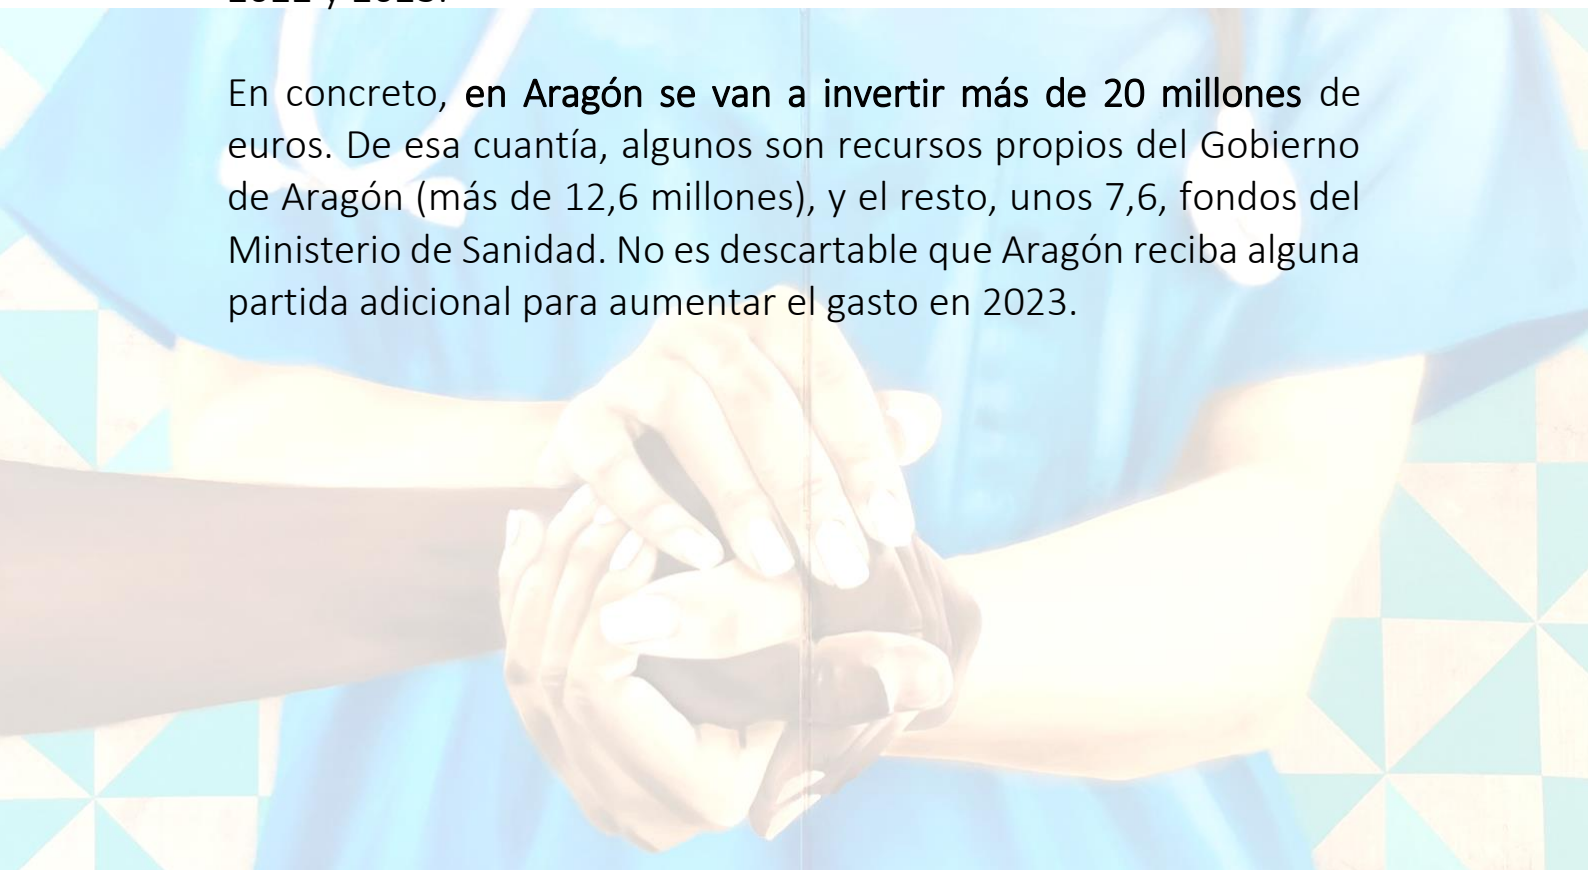 En concreto, en Aragón se van a invertir más de 20 millones de
euros. De esa cuantía, algunos son recursos propios del Gobierno
de Aragón (más de 12,6 millones), y el resto, unos 7,6, fondos del
Ministerio de Sanidad. No es descartable que Aragón reciba alguna
partida adicional para aumentar el gasto en 2023.